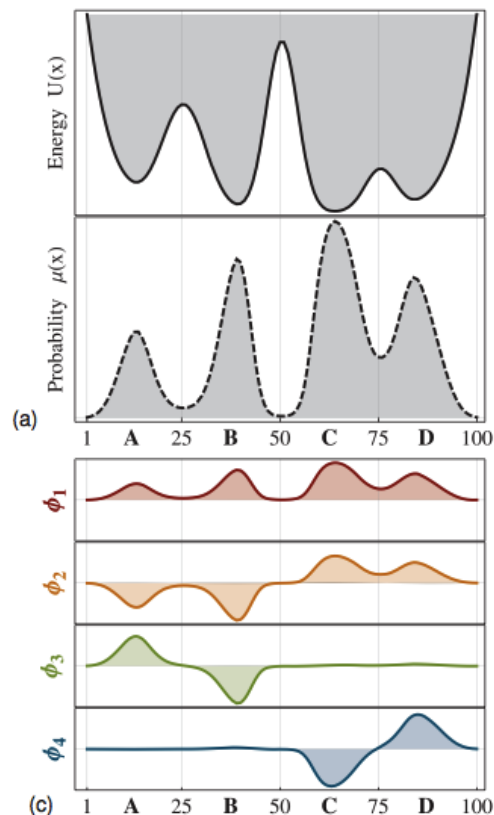 Energy U(x)
Probability μ(x)
(a)
1 A 25 B 50 C 75 D 100
ϕ1
ϕ2
ϕ3
ϕ4
(c)
1 A 25 B 50 C 75 D 100